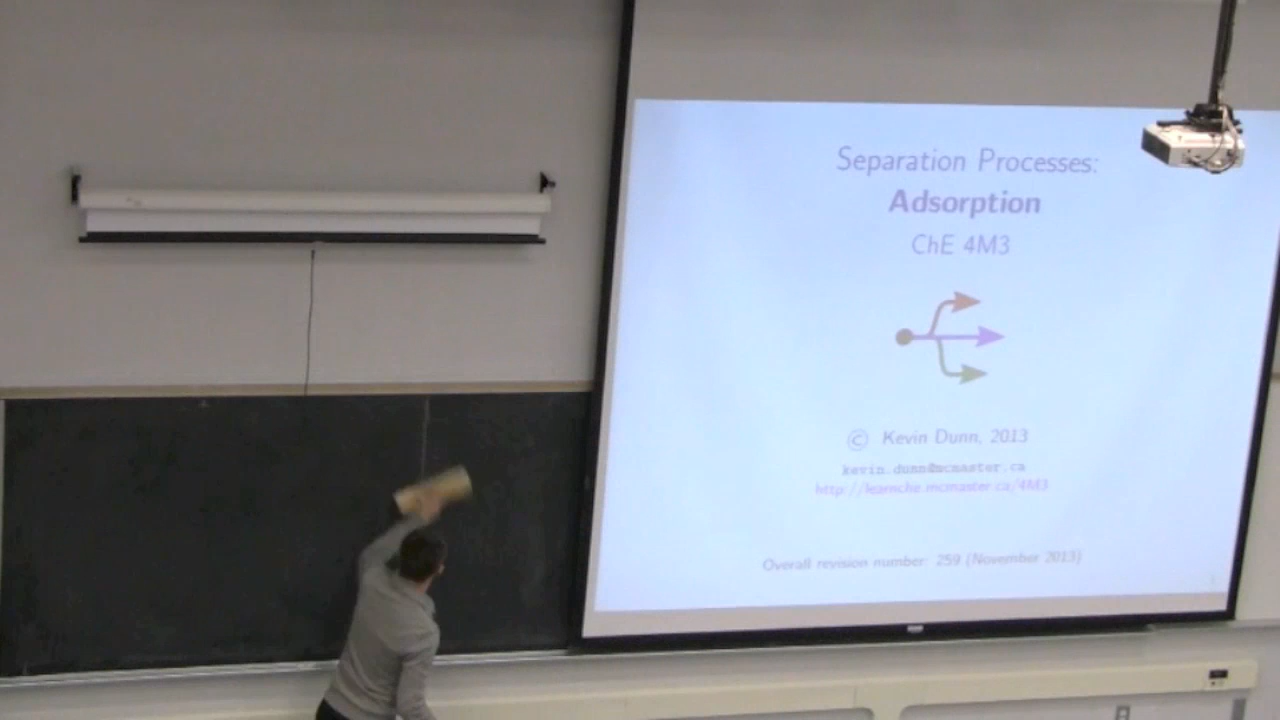 Separation Processes:
Adsorption
ChE 4M3
© Kevin Dunn, 2013
kevin.dunn@mcmaster.ca
http://learnche.mcmaster.ca/4M3
Overall revision number: 259 (November 2013)